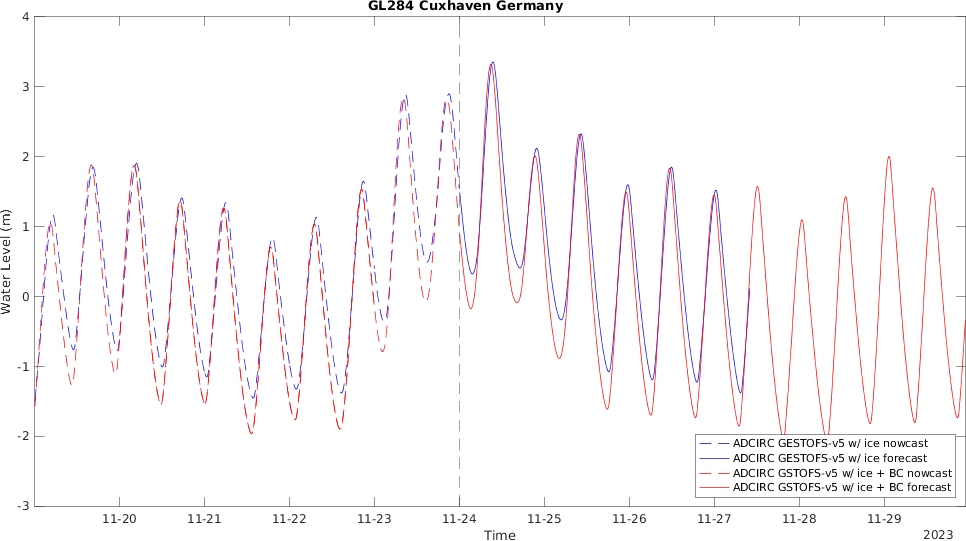 GL284 Cuxhaven Germany
4
3
2
1
0
-1
-2
-3
Water Level (m)
ADCIRC GESTOFS-v5 w/ ice nowcast
ADCIRC GESTOFS-v5 w/ ice forecast
ADCIRC GSTOFS-v5 w/ ice + BC nowcast
ADCIRC GSTOFS-v5 w/ ice + BC forecast
11-20 11-21 11-22 11-23 11-24 11-25 11-26 11-27 11-28 11-29
Time
2023